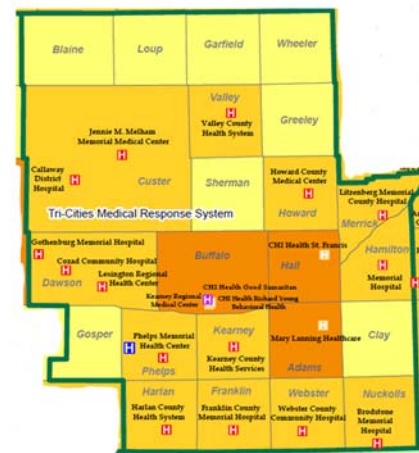 Blaine
Loup
Garfield
Wheeler
Valley
H
Valley County
Health System
Greeley
Jennie M. Melham
Memorial Medical Center
H
Callaway
District
Hospital
H
Custer
Sherman
Howard County
Medical Center
H
Howard
Litzenberg Memorial
County Hospital
H
Merrick
Tri-Cities Medical Response System
Gothenburg Memorial Hospital
H
Cozad Community Hospital
H
Lexington Regional
Health Center
H
Dawson
Buffalo
CHI Health St. Francis
H
Hall
Hamilton
H
Memorial
Hospital
H
CHI Health Good Samaritan
Kearney Regional
Medical Center
H
CHI Health Richard Young
Behavioral Health
Gosper
Phelps Memorial
Health Center
H
H
Phelps
Kearney
H
Kearney County
Health Services
H
Mary Lanning Healthcare
Adams
Clay
Harlan
Harlan County
Health System
H
Franklin
Franklin County
Memorial Hospital
H
Webster
Webster County
Community Hospital
H
Nuckolls
Brodstone
Memorial
Hospital
H